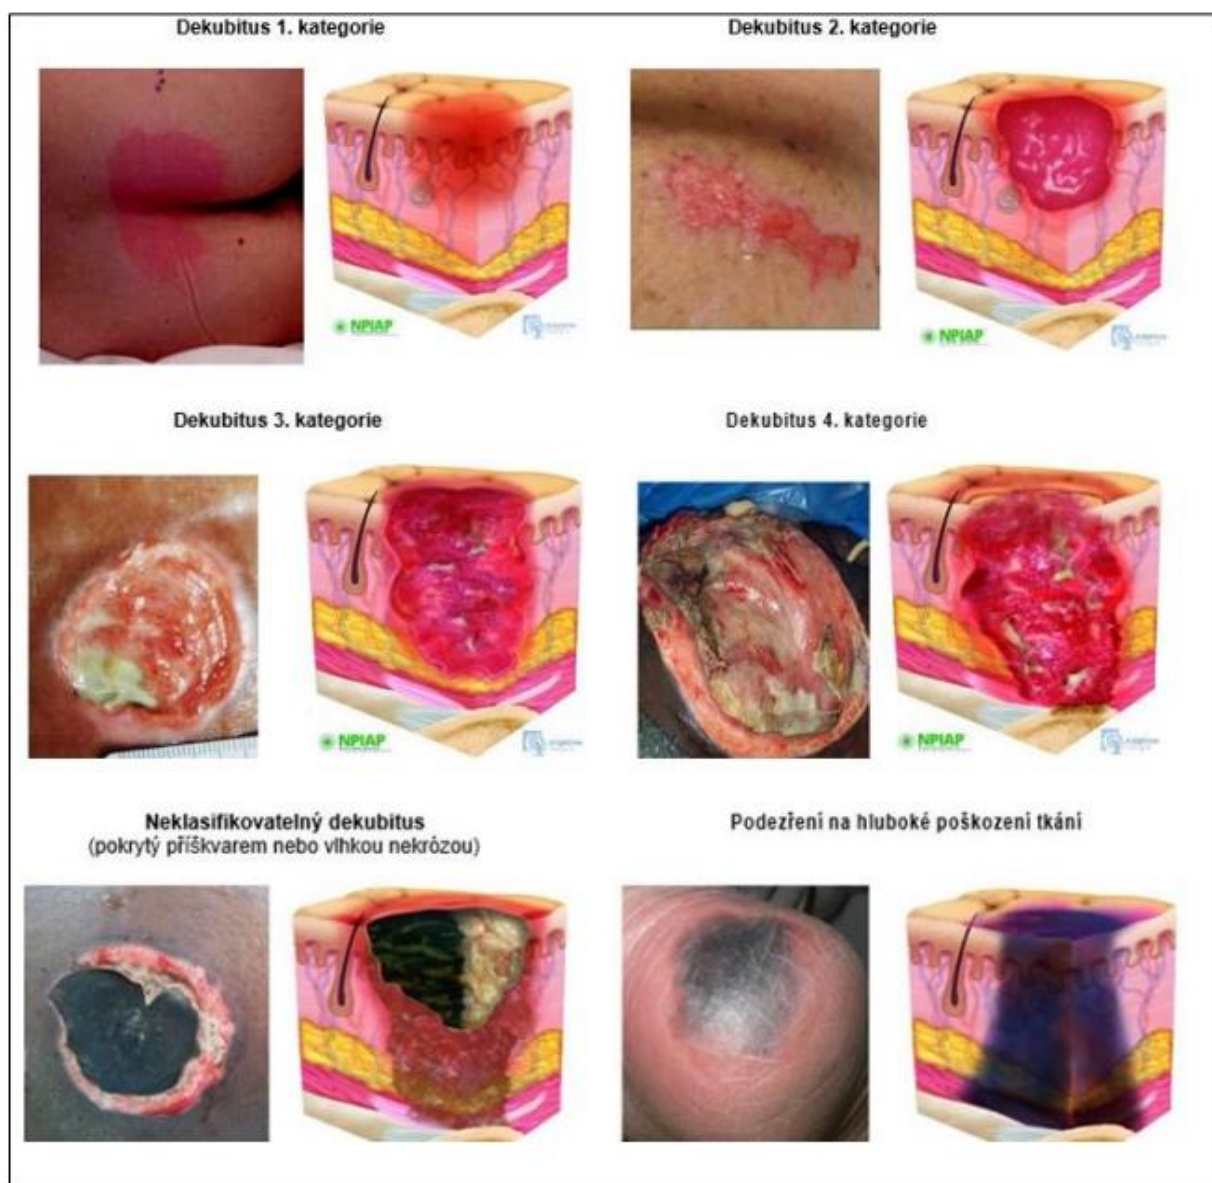 Dekubitus 1. kategorie
Dekubitus 2. kategorie
NPIAP
NPIAP
Dekubitus 3. kategorie
Dekubitus 4. kategorie
NPIAP
NPIAP
Neklasifikovatelný dekubitus
(pokrytý příškvarem nebo vlhkou nekrózou)
Podezření na hluboké poškození tkání